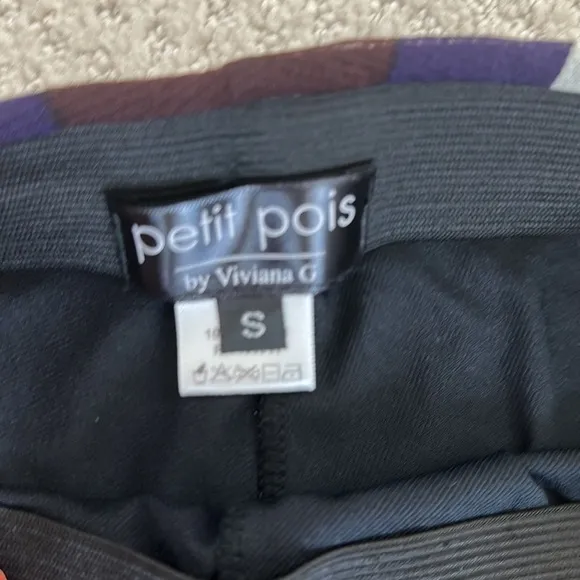 petit pois
by Viviana G
S